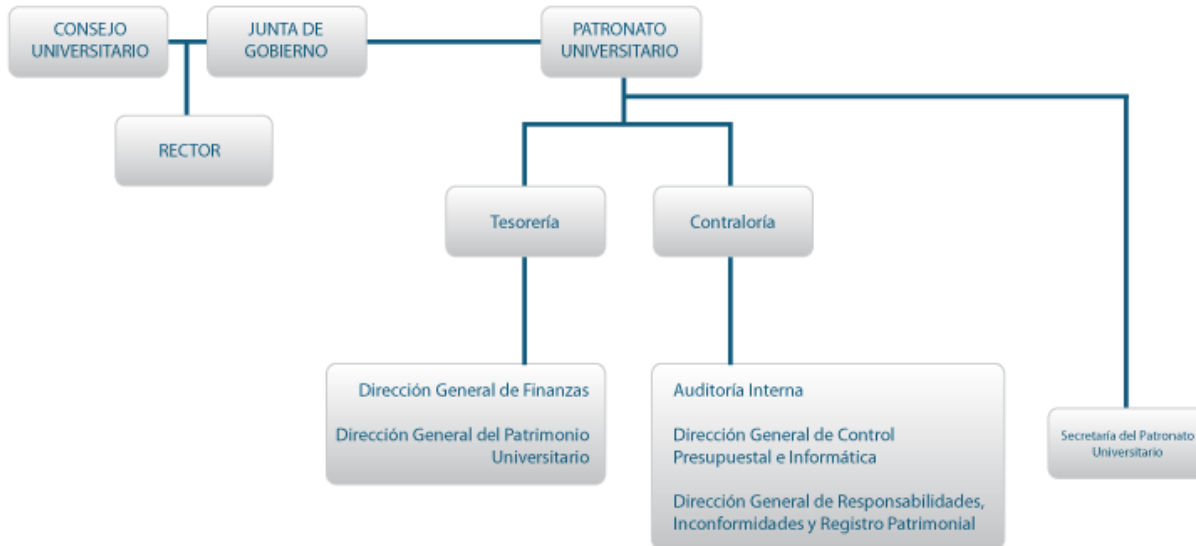 CONSEJO
UNIVERSITARIO
JUNTA DE
GOBIERNO
PATRONATO
UNIVERSITARIO
RECTOR
Tesorería
Contraloría
Dirección General de Finanzas
Dirección General del Patrimonio
Universitario
Auditoría Interna
Dirección General de Control
Presupuestal e Informática
Dirección General de Responsabilidades,
Inconformidades y Registro Patrimonial
Secretaría del Patronato
Universitario